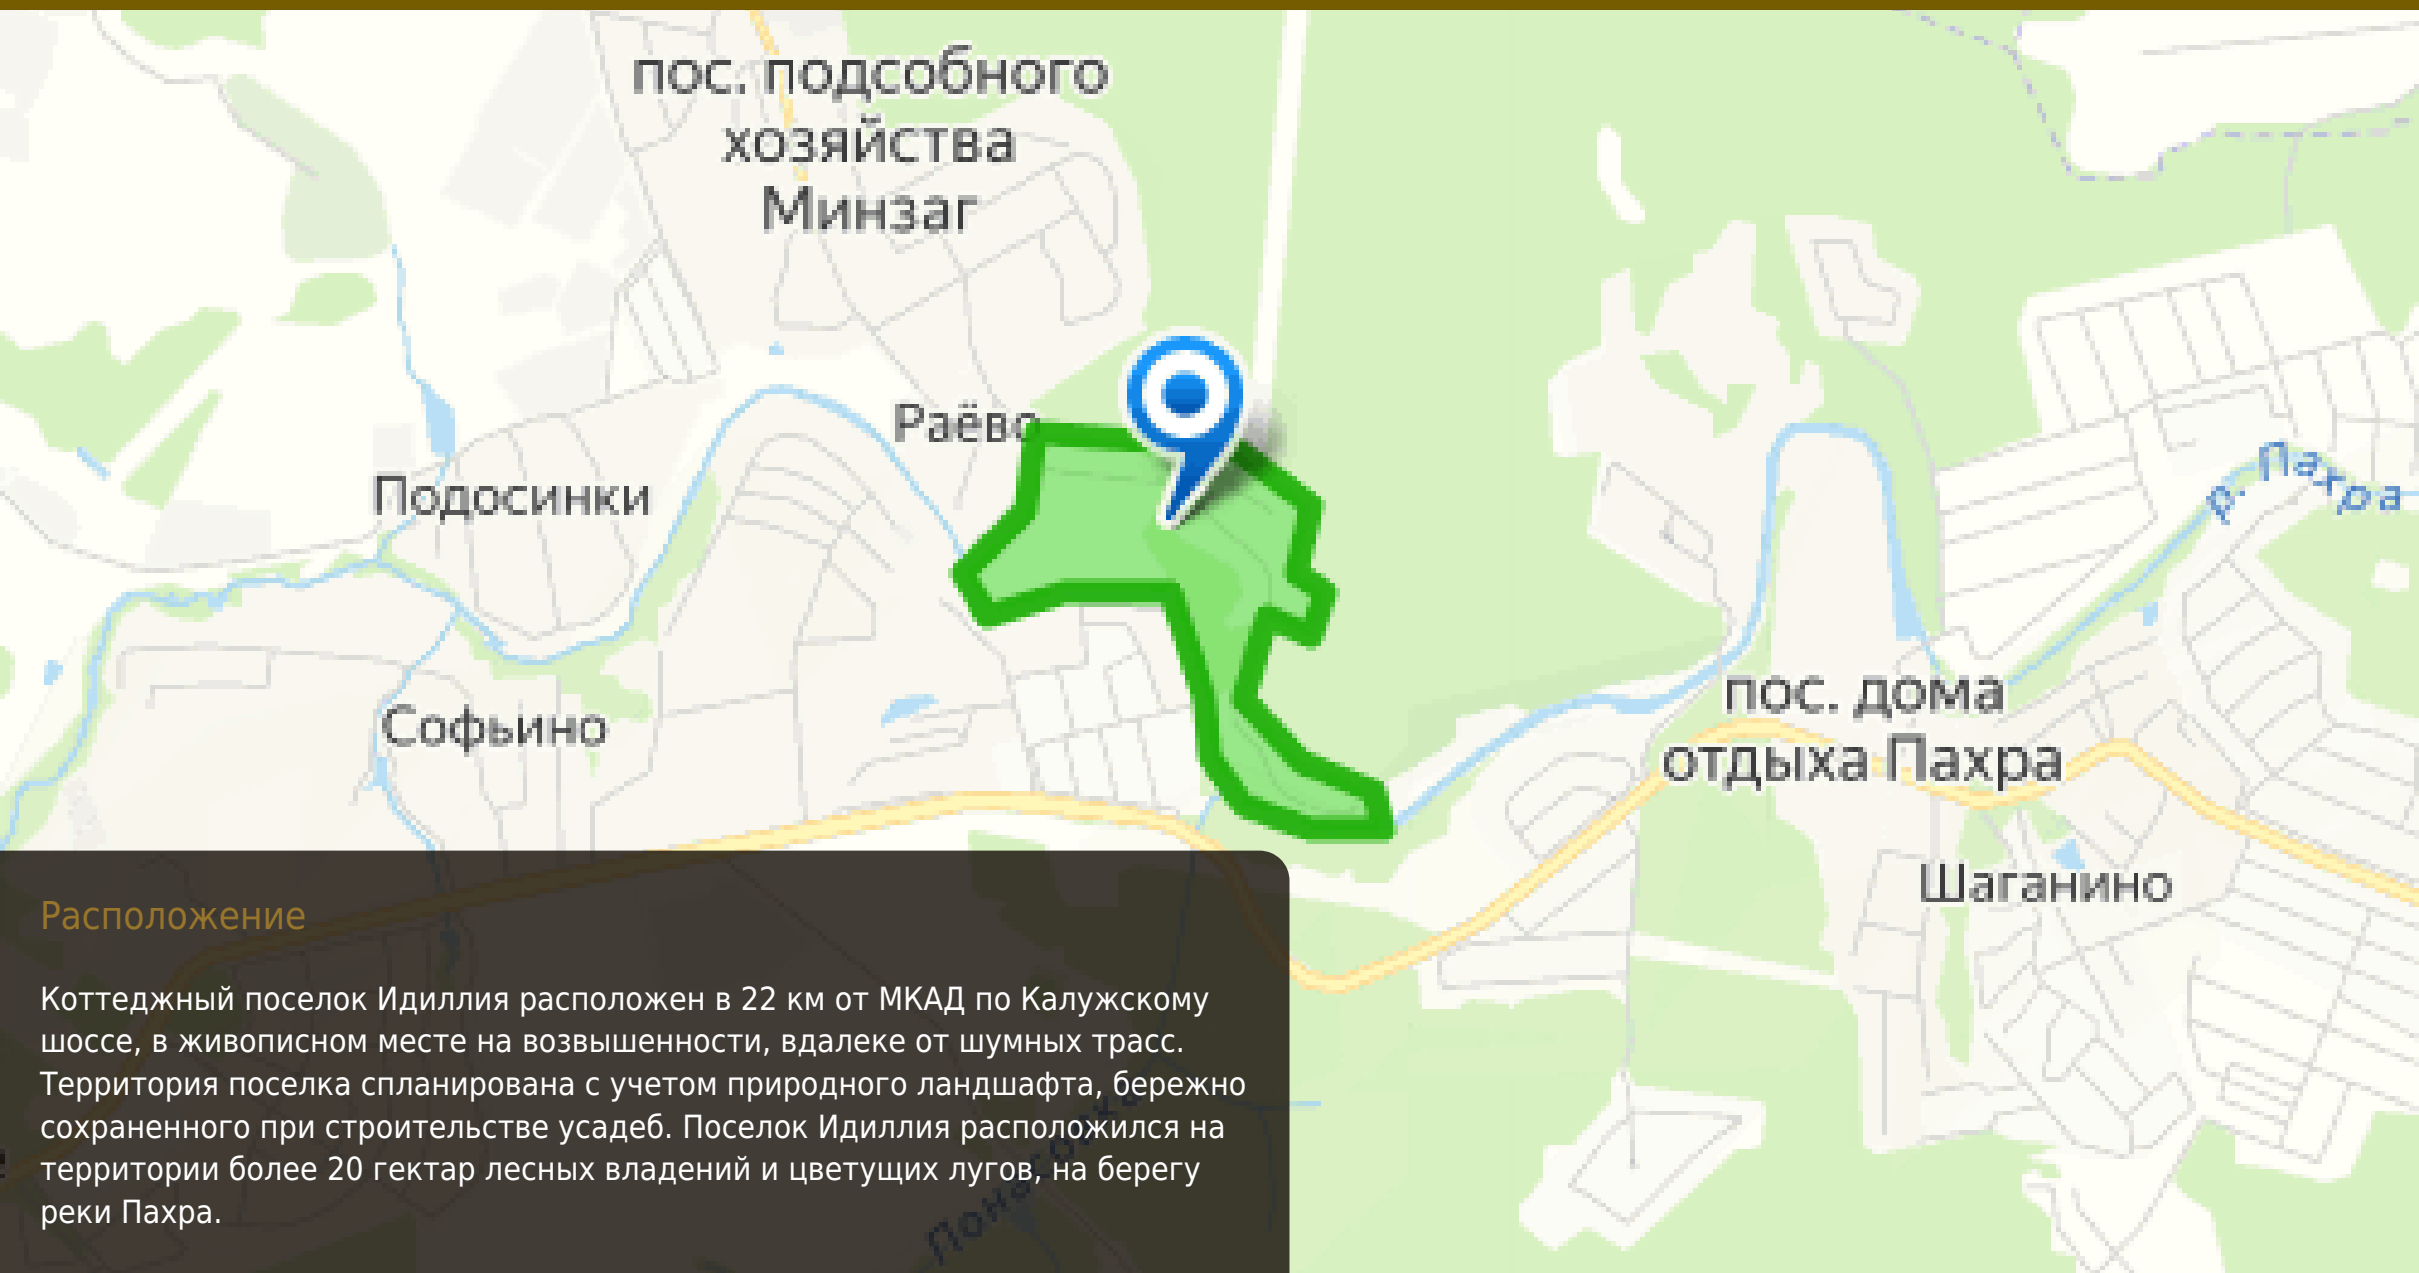 пос. подсобного
хозяйства
Минзаг
Раёво
Подосинки
р. Пахра
Софьино
пос. дома
отдыха Пахра
Шаганино
Расположение
Коттеджный поселок Идиллия расположен в 22 км от МКАД по Калужскому
шоссе, в живописном месте на возвышенности, вдалеке от шумных трасс.
Территория поселка спланирована с учетом природного ландшафта, бережно
сохраненного при строительстве усадеб. Поселок Идиллия расположился на
территории более 20 гектар лесных владений и цветущих лугов, на берегу
реки Пахра.